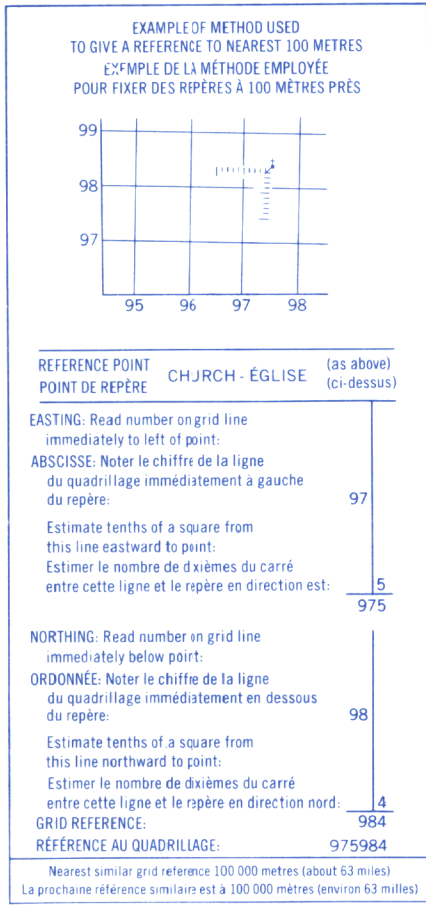 EXAMPLE OF METHOD USED
TO GIVE A REFERENCE TO NEAREST 100 METRES
EXEMPLE DE LA MÉTHODE EMPLOYÉE
POUR FIXER DES REPÈRES À 100 MÈTRES PRÈS
99
98
97
95 96 97 98
REFERENCE POINT
POINT DE REPÈRE
CHURCH - ÉGLISE
(as above)
(ci-dessus)
EASTING: Read number on grid line
immediately to left of point:
ABSCISSE: Noter le chiffre de la ligne
du quadrillage immédiatement à gauche
du repère: 97
Estimate tenths of a square from
this line eastward to point:
Estimer le nombre de dixièmes du carré
entre cette ligne et le repère en direction est: 5
975
NORTHING: Read number on grid line
immediately below point:
ORDONNÉE: Noter le chiffre de la ligne
du quadrillage immédiatement en dessous
du repère: 98
Estimate tenths of a square from
this line northward to point:
Estimer le nombre de dixièmes du carré
entre cette ligne et le repère en direction nord: 4
GRID REFERENCE: 984
RÉFÉRENCE AU QUADRILLAGE: 975984
Nearest similar grid reference 100 000 metres (about 63 miles)
La prochaine référence similaire est à 100 000 mètres (environ 63 milles)